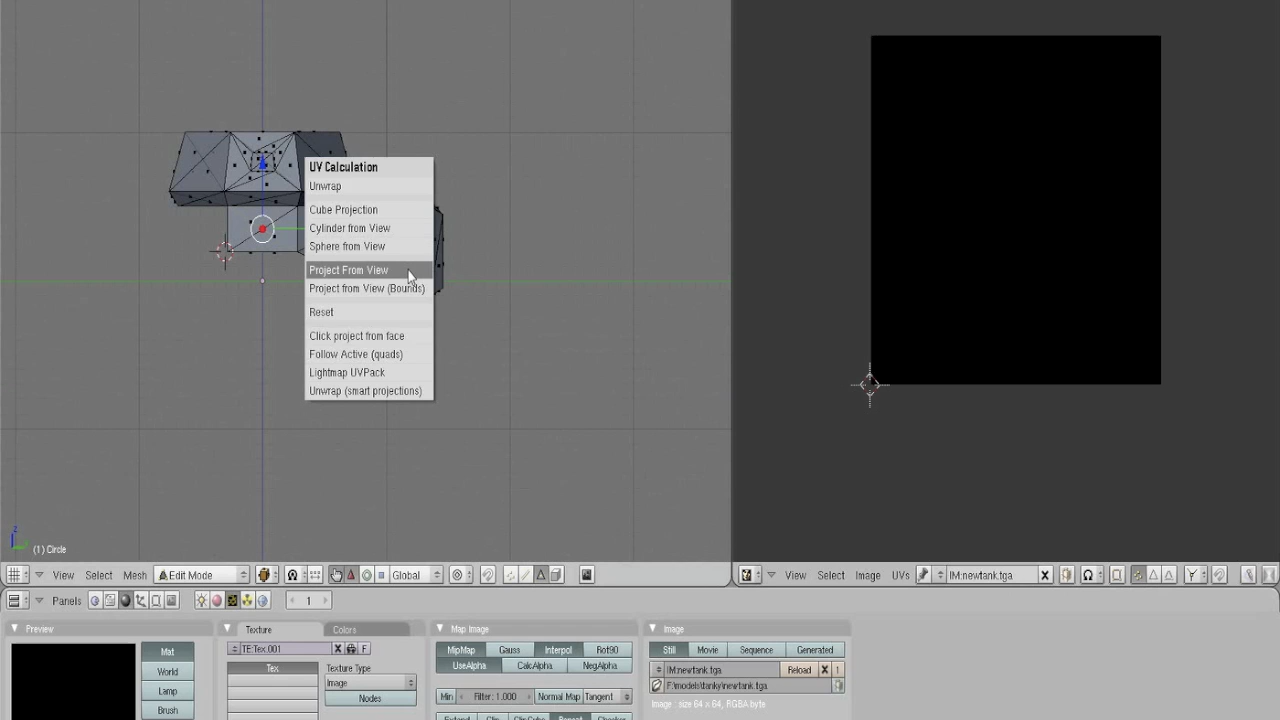 UV Calculation
Unwrap
Cube Projection
Cylinder from View
Sphere from View
Project From View
Project from View (Bounds)
Reset
Click project from face
Follow Active (quads)
Lightmap UVPack
Unwrap (smart projections)
z
(1) Circle
View Select Mesh Edit Mode Global
View Select Image UVs IM:newtank.tga X
Panels 1
Preview
Mat
World
Lamp
Brush
Texture Colors
TE:Tex.001 X F
Tex
Texture Type
Image
Nodes
Map Image
MipMap Gauss Interpol Rot90
UseAlpha CalcAlpha NegAlpha
Min Filter: 1.000 Normal Map Tangent
Extend Clip ClipCube Repeat Checker
Image
Still Movie Sequence Generated
IM:newtank.tga Reload X 1
F:\models\tanky\newtank.tga
Image : size 64 x 64, RGBA byte